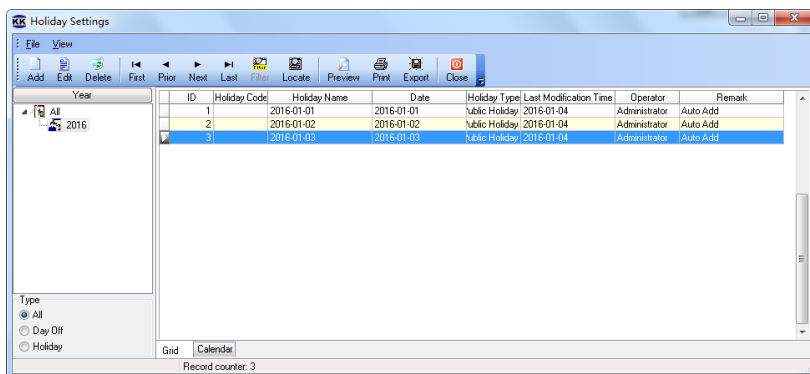 KK Holiday Settings
File View
Add Edit Delete First Prior Next Last Filter Locate Preview Print Export Close
Year
All
2016
ID Holiday Code Holiday Name Date Holiday Type Last Modification Time Operator Remark
1 2016-01-01 2016-01-01 ublic Holiday 2016-01-04 Administrator Auto Add
2 2016-01-02 2016-01-02 ublic Holiday 2016-01-04 Administrator Auto Add
3 2016-01-03 2016-01-03 ublic Holiday 2016-01-04 Administrator Auto Add
Type
All
Day Off
Holiday
Grid Calendar
Record counter: 3